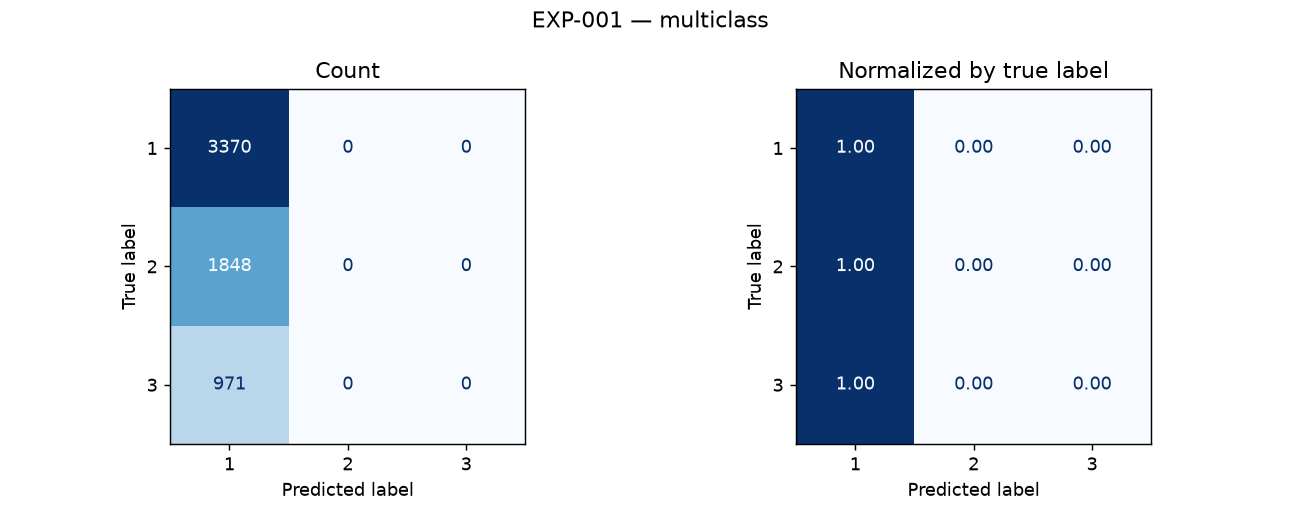 EXP-001 — multiclass
Count
True label
1 3370 0 0
2 1848 0 0
3 971 0 0
1 2 3
Predicted label
Normalized by true label
True label
1 1.00 0.00 0.00
2 1.00 0.00 0.00
3 1.00 0.00 0.00
1 2 3
Predicted label